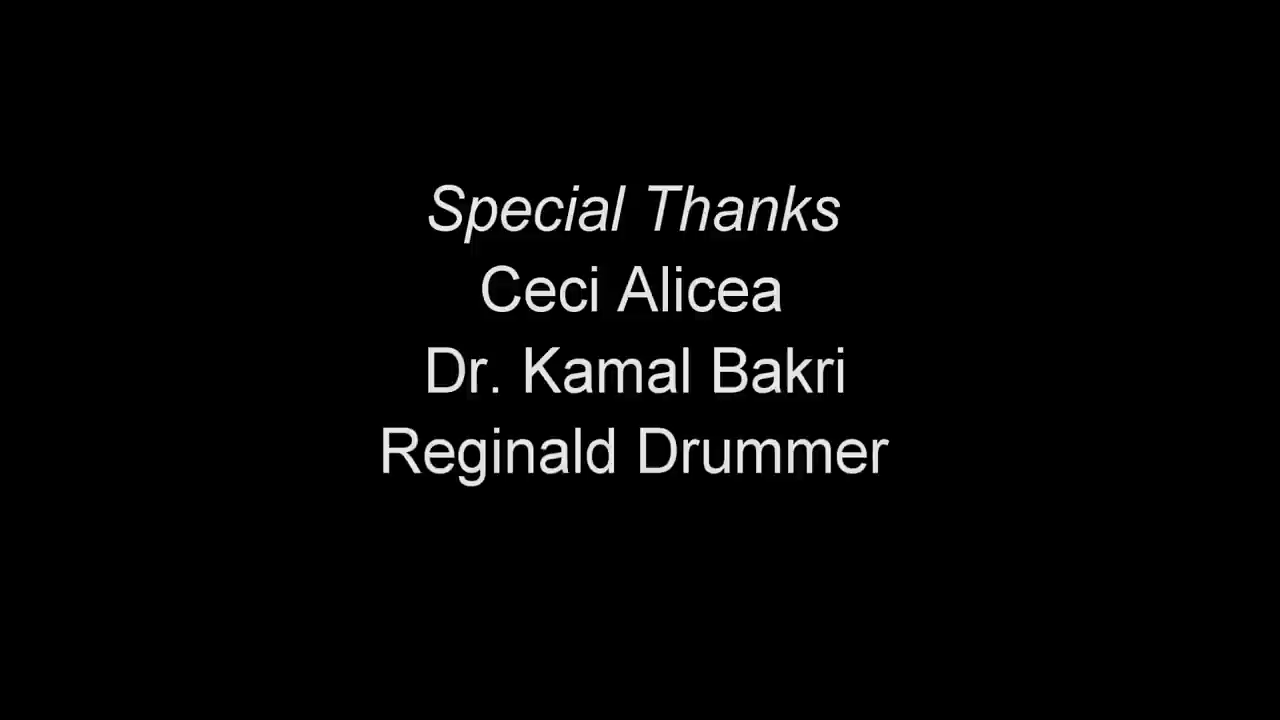 Special Thanks
Ceci Alicea
Dr. Kamal Bakri
Reginald Drummer